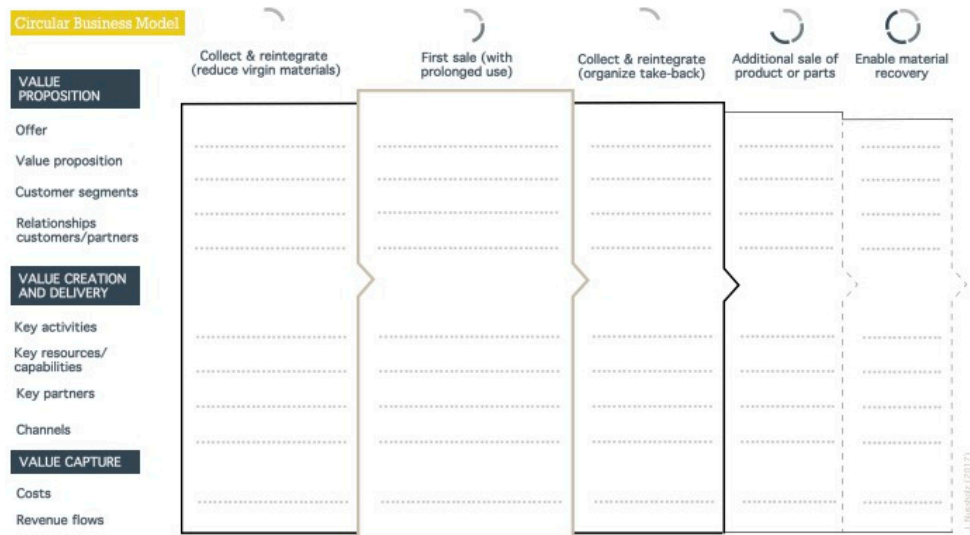 Circular Business Model
Collect & reintegrate
(reduce virgin materials)
First sale (with
prolonged use)
Collect & reintegrate
(organize take-back)
Additional sale of
product or parts
Enable material
recovery
VALUE
PROPOSITION
Offer
Value proposition
Customer segments
Relationships
customers/partners
VALUE CREATION
AND DELIVERY
Key activities
Key resources/
capabilities
Key partners
Channels
VALUE CAPTURE
Costs
Revenue flows
(2017)